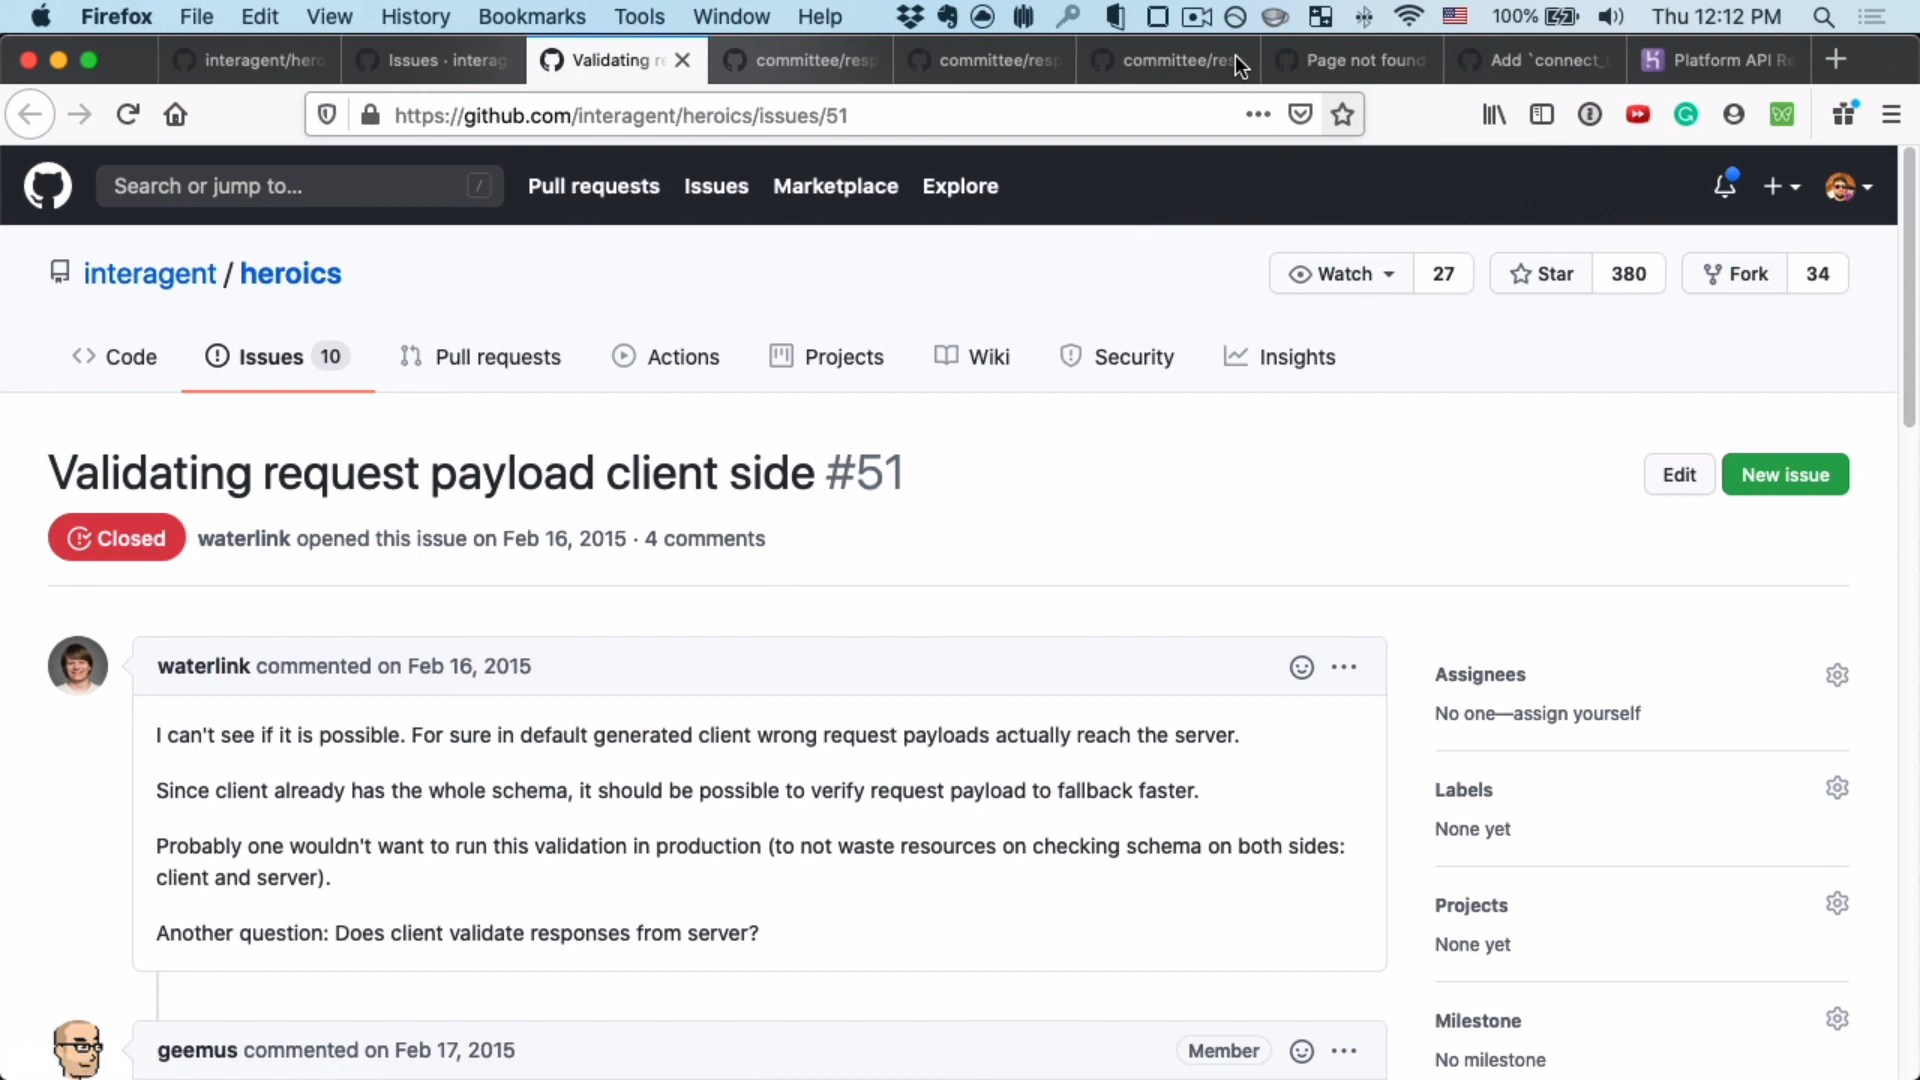 Firefox File Edit View History Bookmarks Tools Window Help 100% Thu 12:12 PM
interagent/hero Issues · interag Validating re committee/resp committee/resp committee/res Page not found Add `connect_ Platform API Re
https://github.com/interagent/heroics/issues/51
Search or jump to... / Pull requests Issues Marketplace Explore
interagent / heroics Watch 27 Star 380 Fork 34
Code Issues 10 Pull requests Actions Projects Wiki Security Insights
Validating request payload client side #51 Edit New issue
Closed waterlink opened this issue on Feb 16, 2015 · 4 comments
waterlink commented on Feb 16, 2015
I can't see if it is possible. For sure in default generated client wrong request payloads actually reach the server.
Since client already has the whole schema, it should be possible to verify request payload to fallback faster.
Probably one wouldn't want to run this validation in production (to not waste resources on checking schema on both sides:
client and server).
Another question: Does client validate responses from server?
geemus commented on Feb 17, 2015 Member
Assignees
No one—assign yourself
Labels
None yet
Projects
None yet
Milestone
No milestone